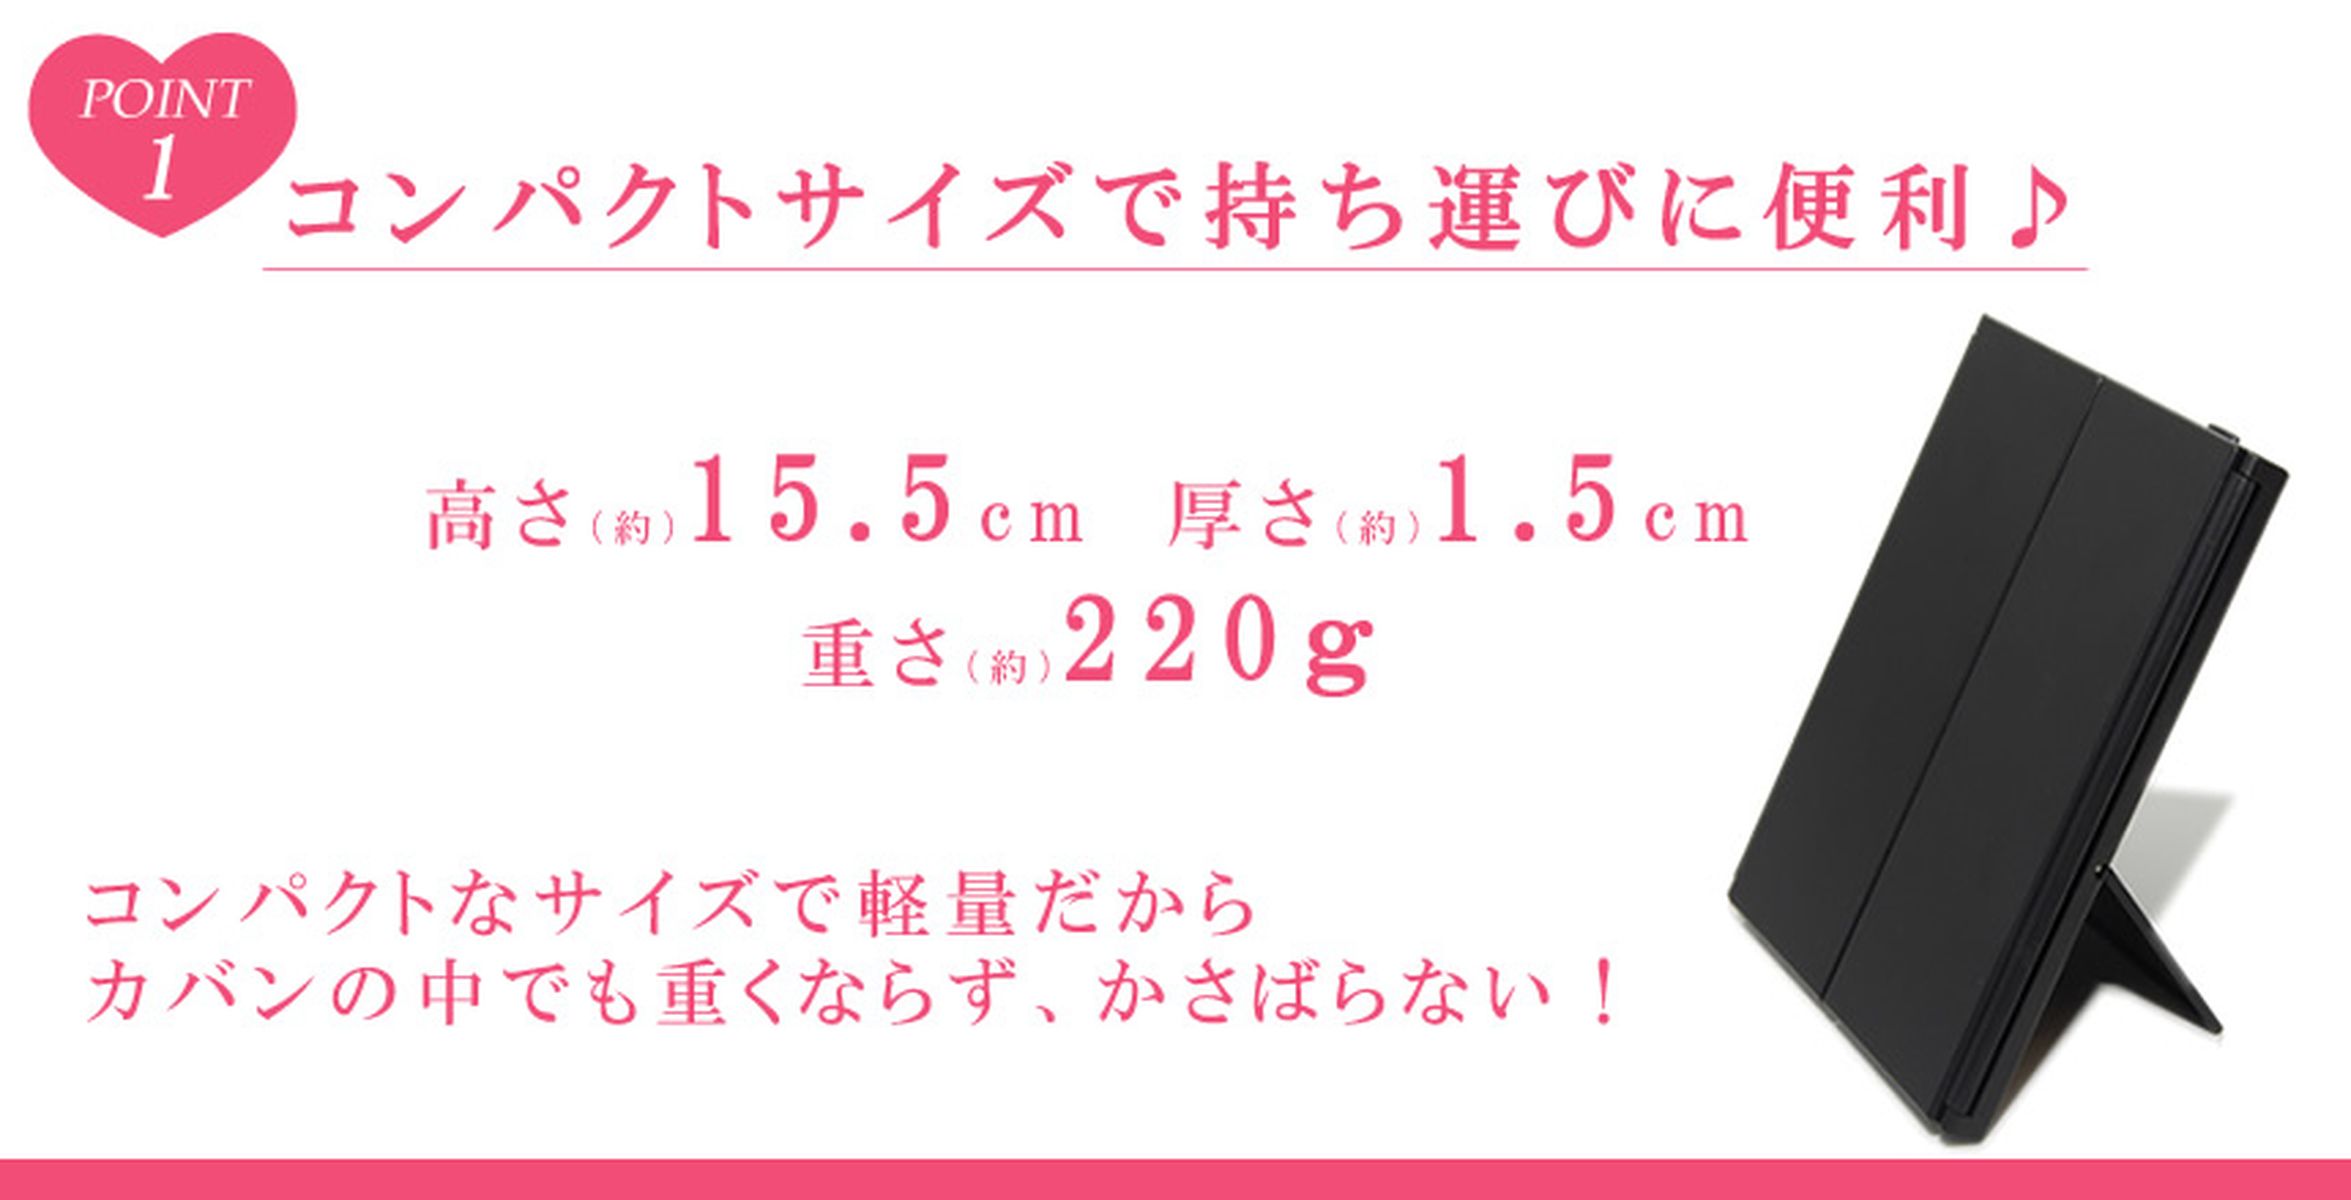 POINT
1
コンパクトサイズで持ち運びに便利♪
高さ(約)15.5cm 厚さ(約)1.5cm
重さ(約)220g
コンパクトなサイズで軽量だから
カバンの中でも重くならず、かさばらない！